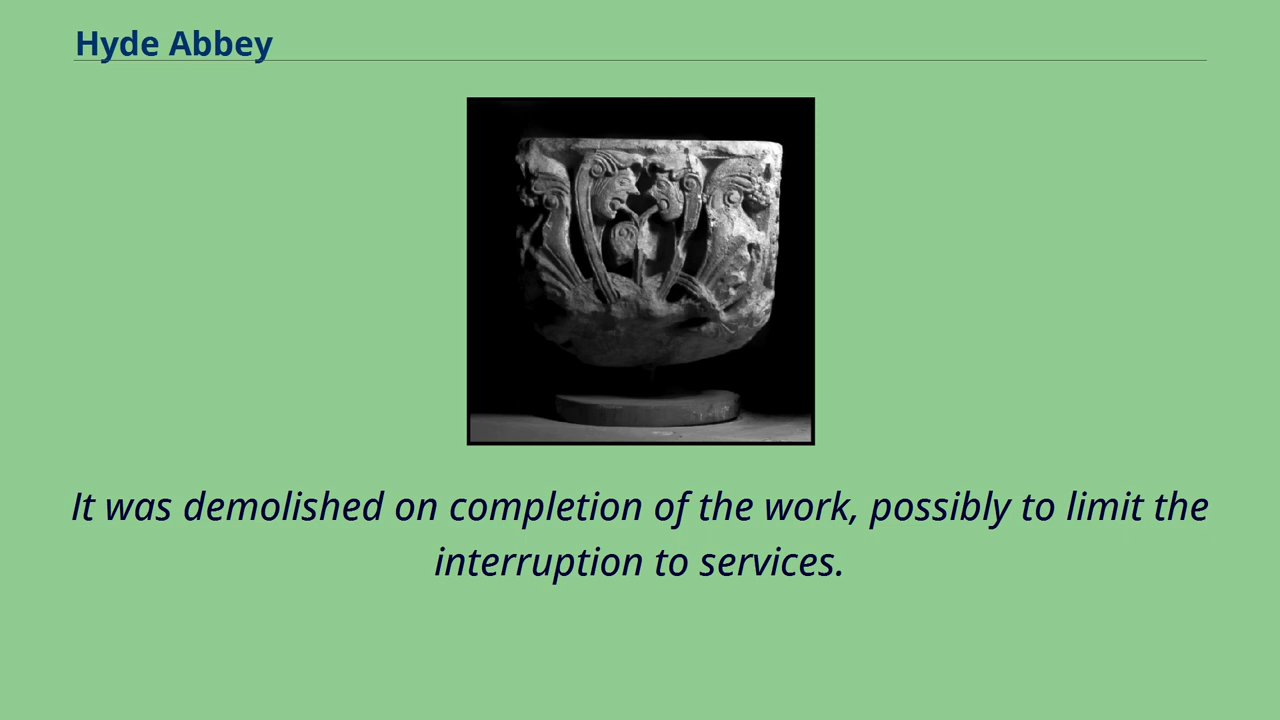 Hyde Abbey
It was demolished on completion of the work, possibly to limit the
interruption to services.